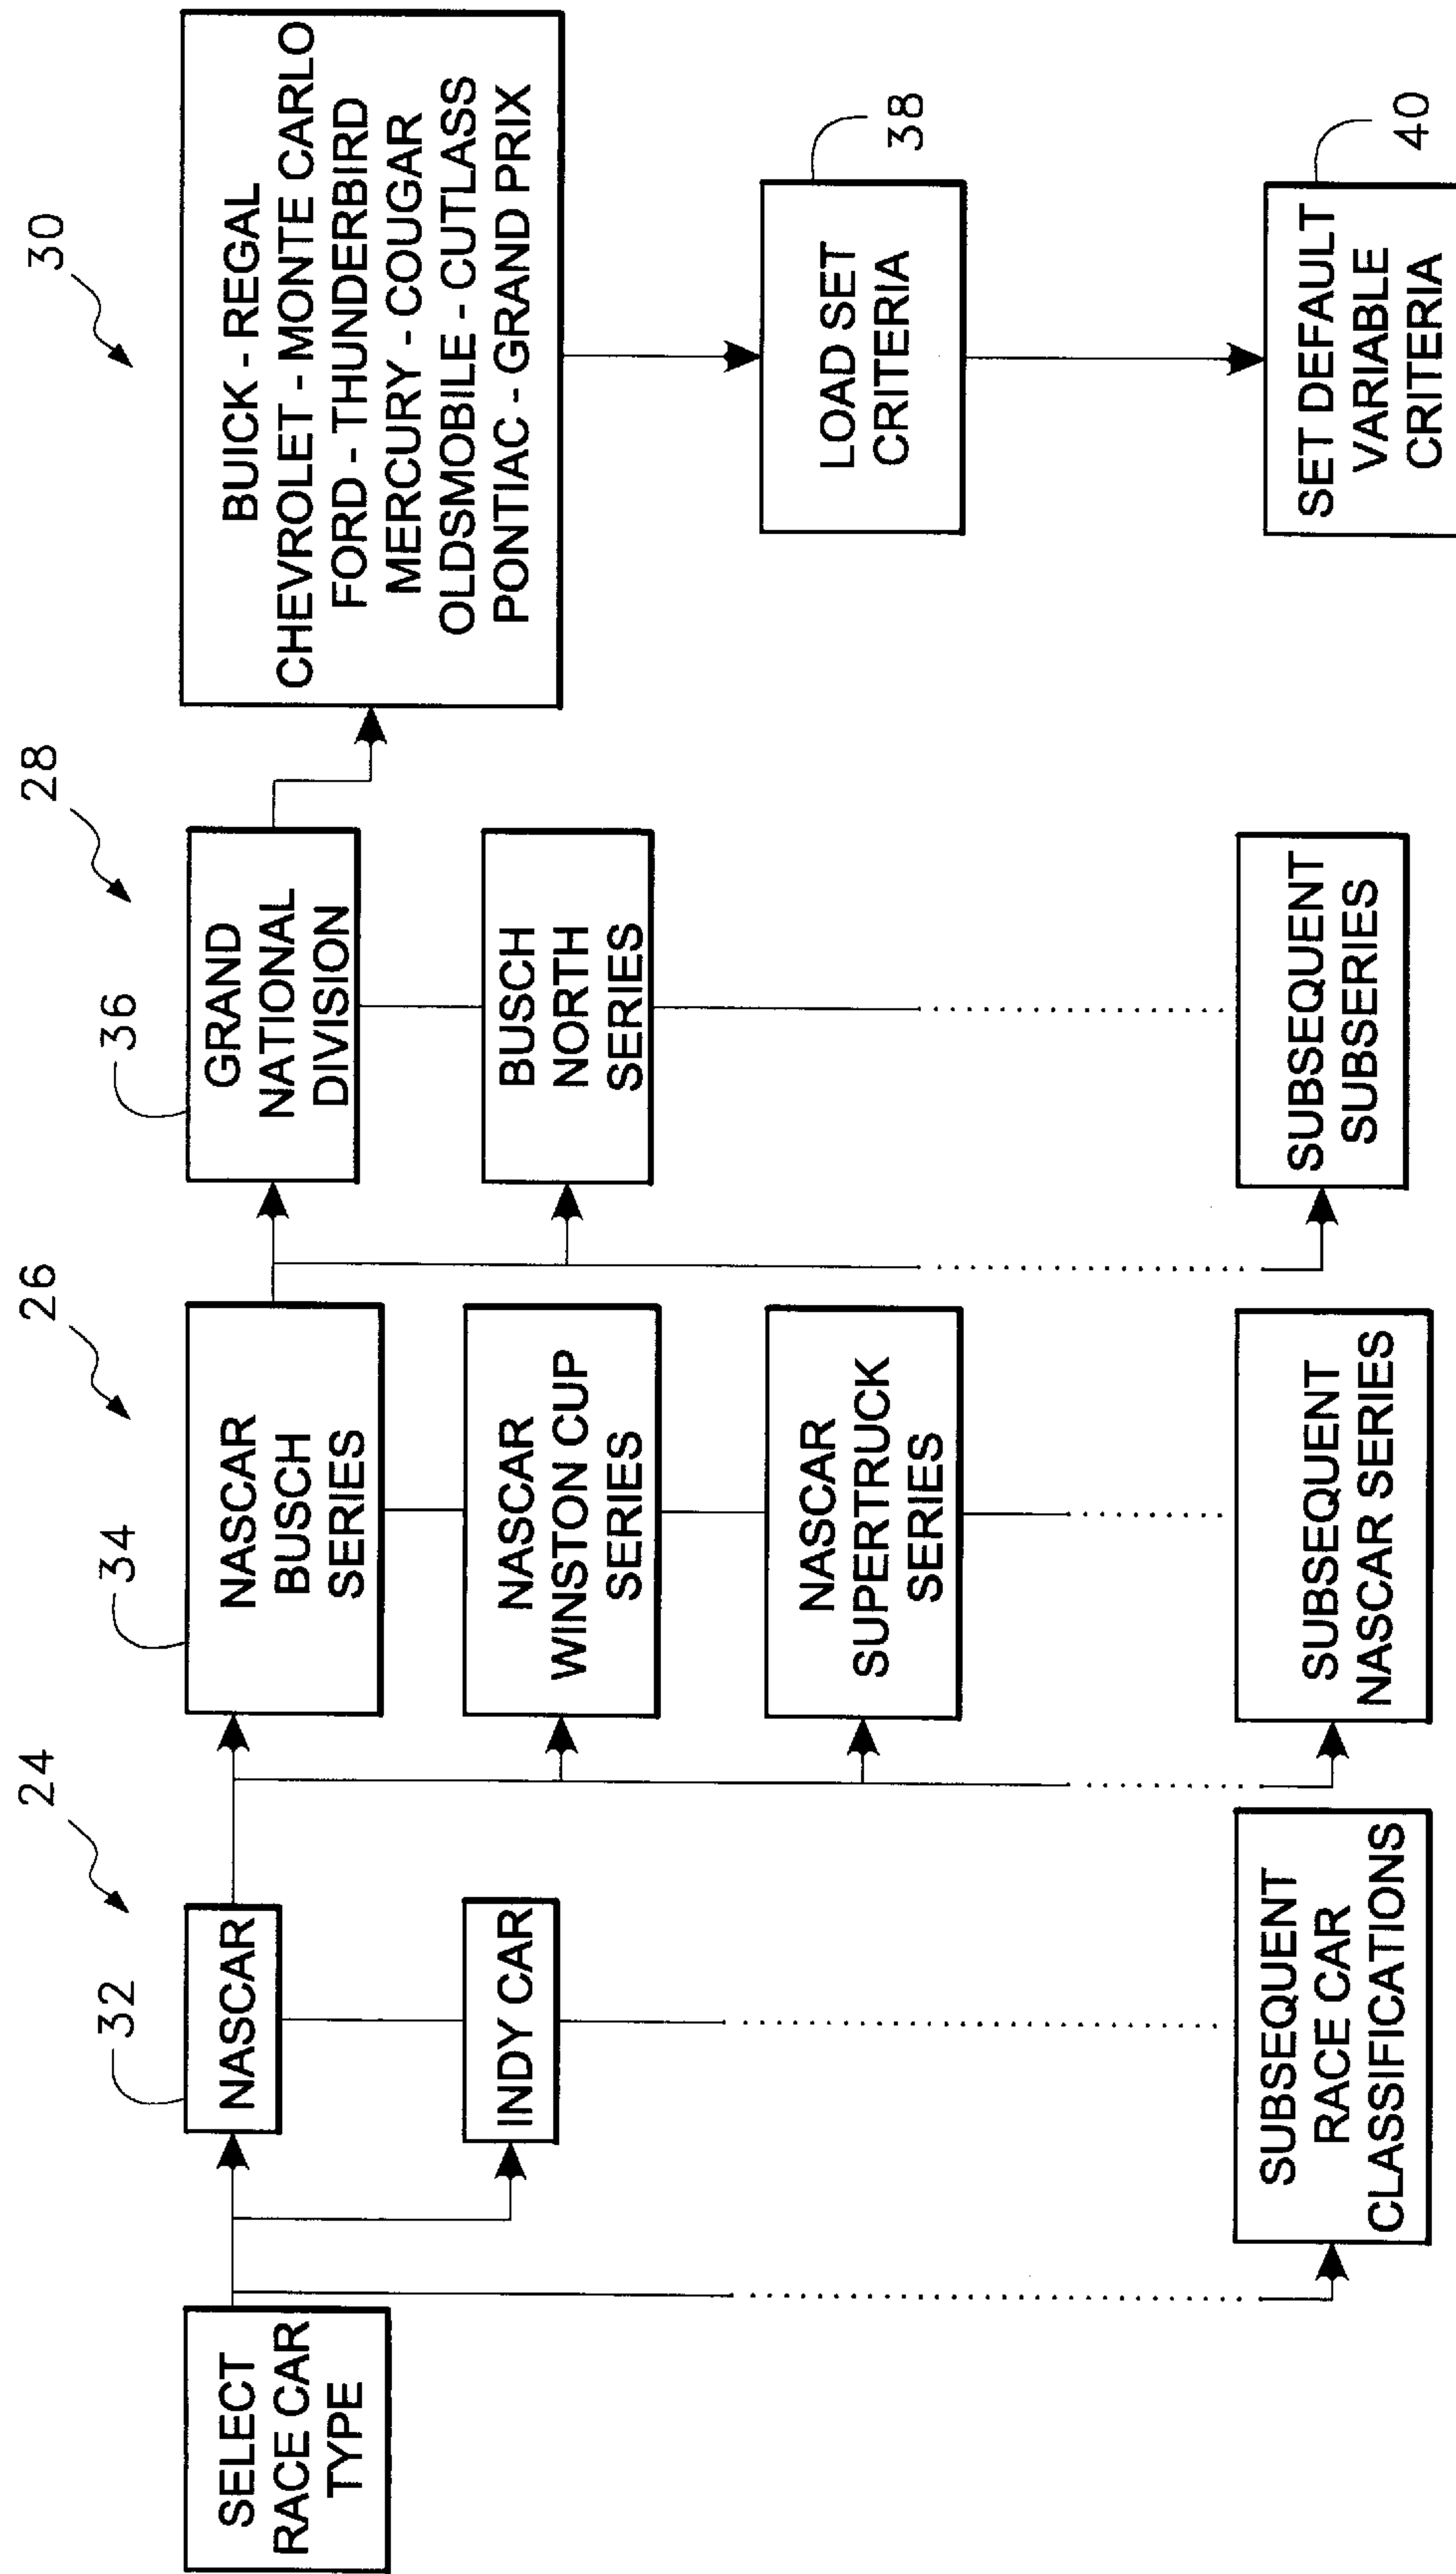 SELECT
RACE CAR
TYPE
24
32
NASCAR
INDY CAR
SUBSEQUENT
RACE CAR
CLASSIFICATIONS
26
34
NASCAR
BUSCH
SERIES
NASCAR
WINSTON CUP
SERIES
NASCAR
SUPERTRUCK
SERIES
SUBSEQUENT
NASCAR SERIES
28
36
GRAND
NATIONAL
DIVISION
BUSCH
NORTH
SERIES
SUBSEQUENT
SUBSERIES
30
BUICK - REGAL
CHEVROLET - MONTE CARLO
FORD - THUNDERBIRD
MERCURY - COUGAR
OLDSMOBILE - CUTLASS
PONTIAC - GRAND PRIX
38
LOAD SET
CRITERIA
40
SET DEFAULT
VARIABLE
CRITERIA